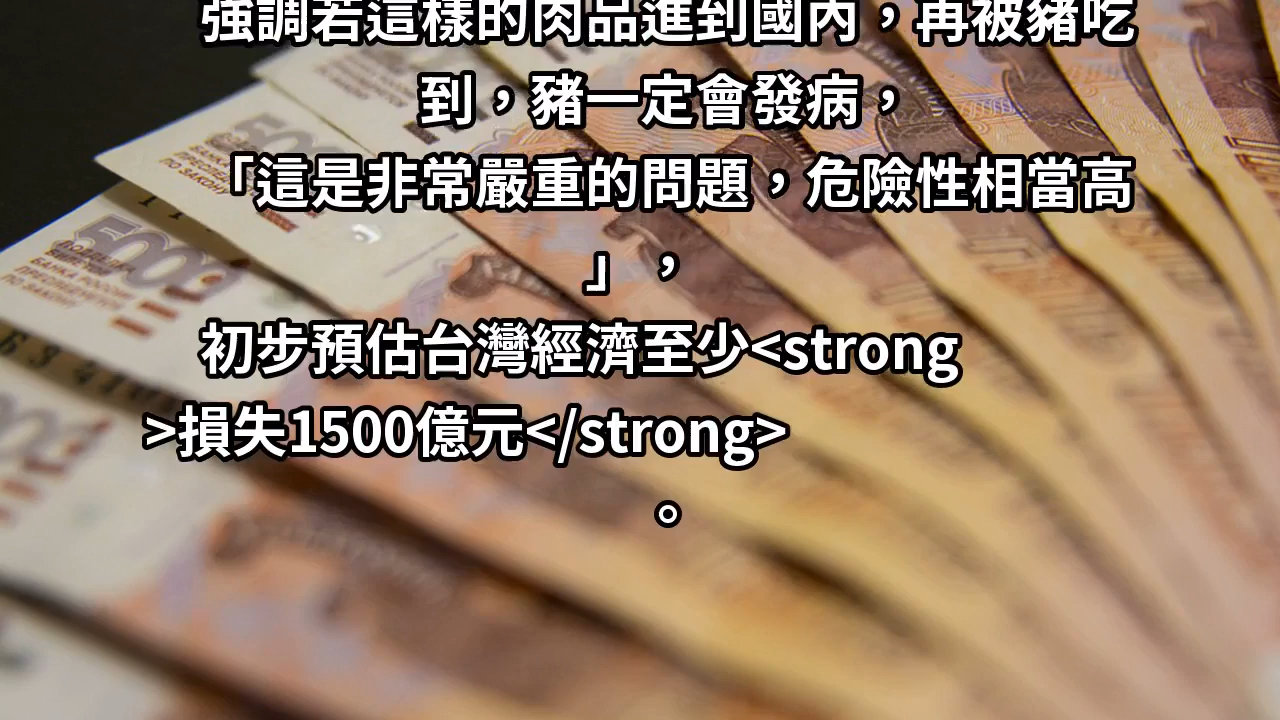 強調若這樣的肉品進到國內，再被豬吃
到，豬一定會發病，
「這是非常嚴重的問題，危險性相當高
」，
初步預估台灣經濟至少<strong
>損失1500億元</strong>
。